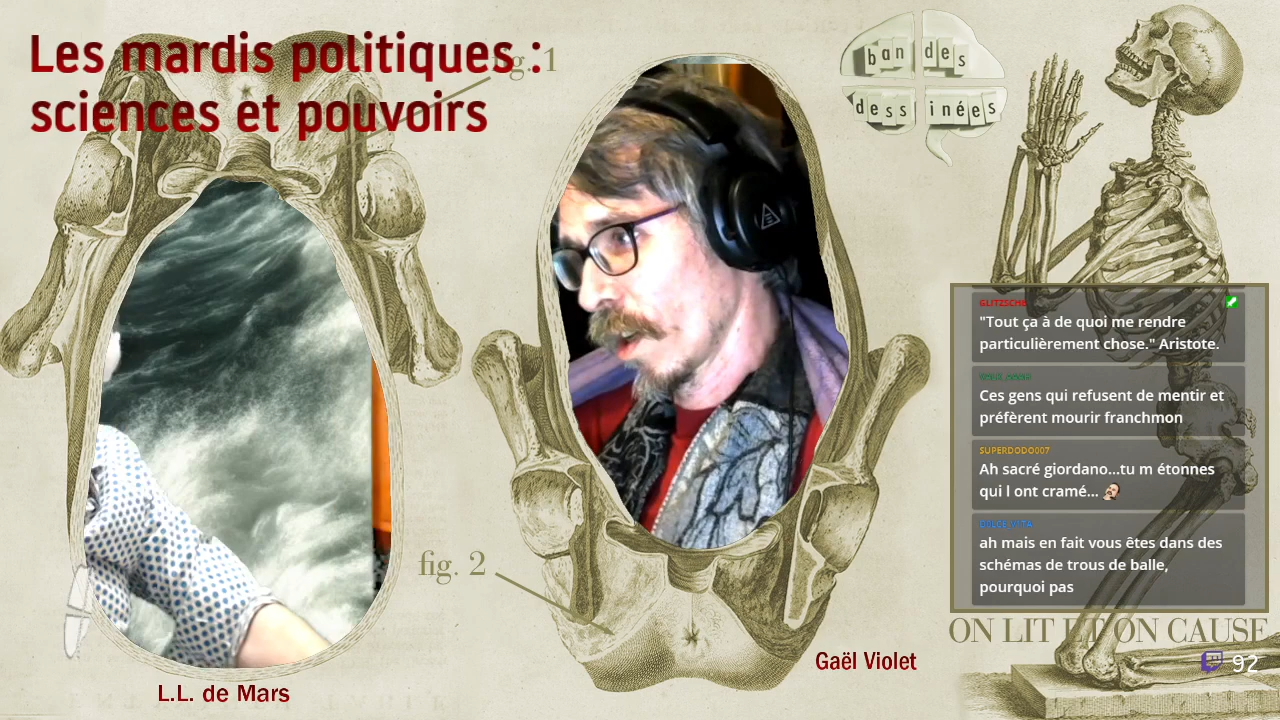 Les mardis politiques :
sciences et pouvoirs
fig. 1
ban des
dess inées
GLITZSCHE
"Tout ça à de quoi me rendre
particulièrement chose." Aristote.
Ces gens qui refusent de mentir et
préfèrent mourir franchmon
SUPERDODO007
Ah sacré giordano...tu m étonnes
qui l ont cramé...
DOLCE_VITA
ah mais en fait vous êtes dans des
schémas de trous de balle,
pourquoi pas
fig. 2
ON LIT ET ON CAUSE
92
Gaël Violet
L.L. de Mars